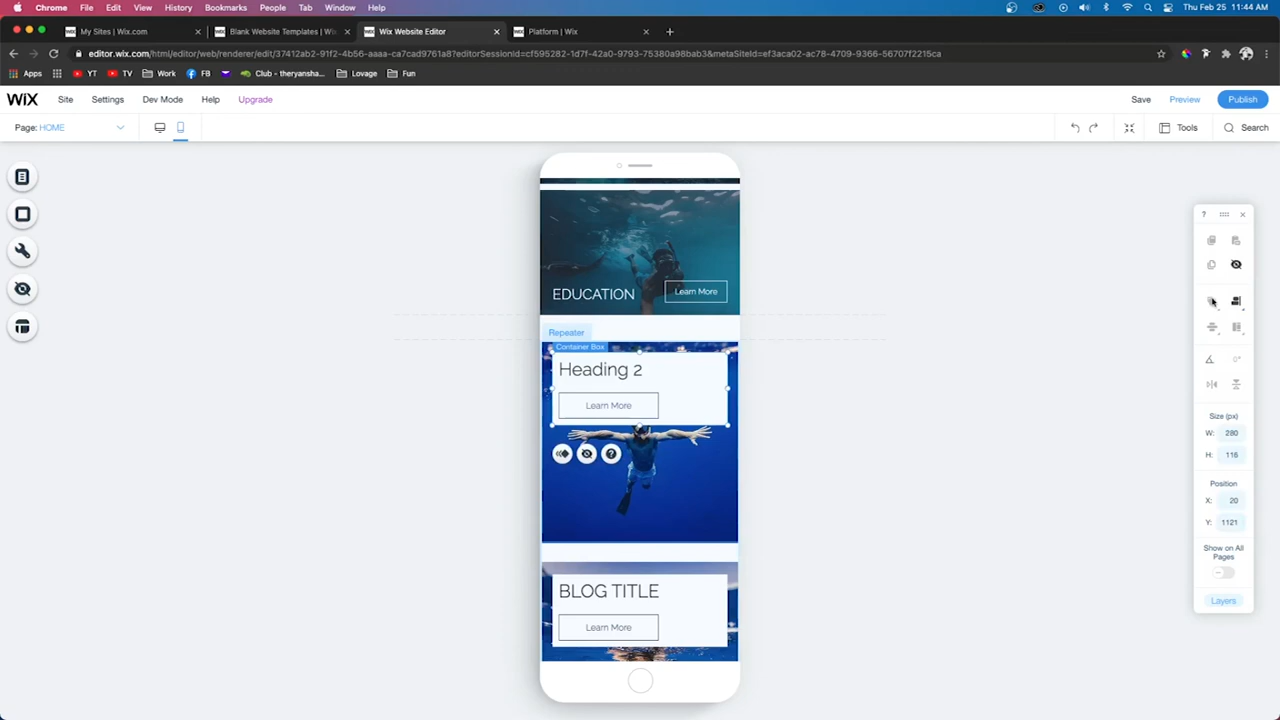 Chrome File Edit View History Bookmarks People Tab Window Help Thu Feb 25 11:44 AM
My Sites | Wix.com Blank Website Templates | Wi Wix Website Editor Platform | Wix
editor.wix.com/html/editor/web/renderer/edit/37412ab2-91f2-4b56-aaaa-ca7cad9761a8?editorSessionId=cf595282-1d7f-42a0-9793-75380a98bab3&metaSiteId=ef3aca02-ac78-4709-9366-56707f2215ca
Apps YT TV Work FB Club - theryansha... Lovage Fun
WiX Site Settings Dev Mode Help Upgrade Save Preview Publish
Page: HOME Tools Search
EDUCATION Learn More
Repeater
Container Box
Heading 2
Learn More
BLOG TITLE
Learn More
?
0°
Size (px)
W: 280
H: 116
Position
X: 20
Y: 1121
Show on All
Pages
Layers